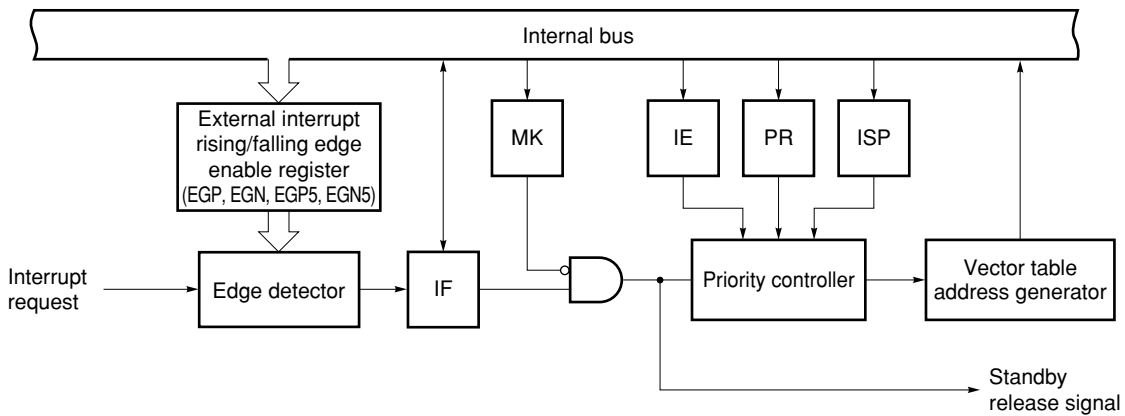 Internal bus
External interrupt
rising/falling edge
enable register
(EGP, EGN, EGP5, EGN5)
MK
IE
PR
ISP
Interrupt
request
Edge detector
IF
Priority controller
Vector table
address generator
Standby
release signal